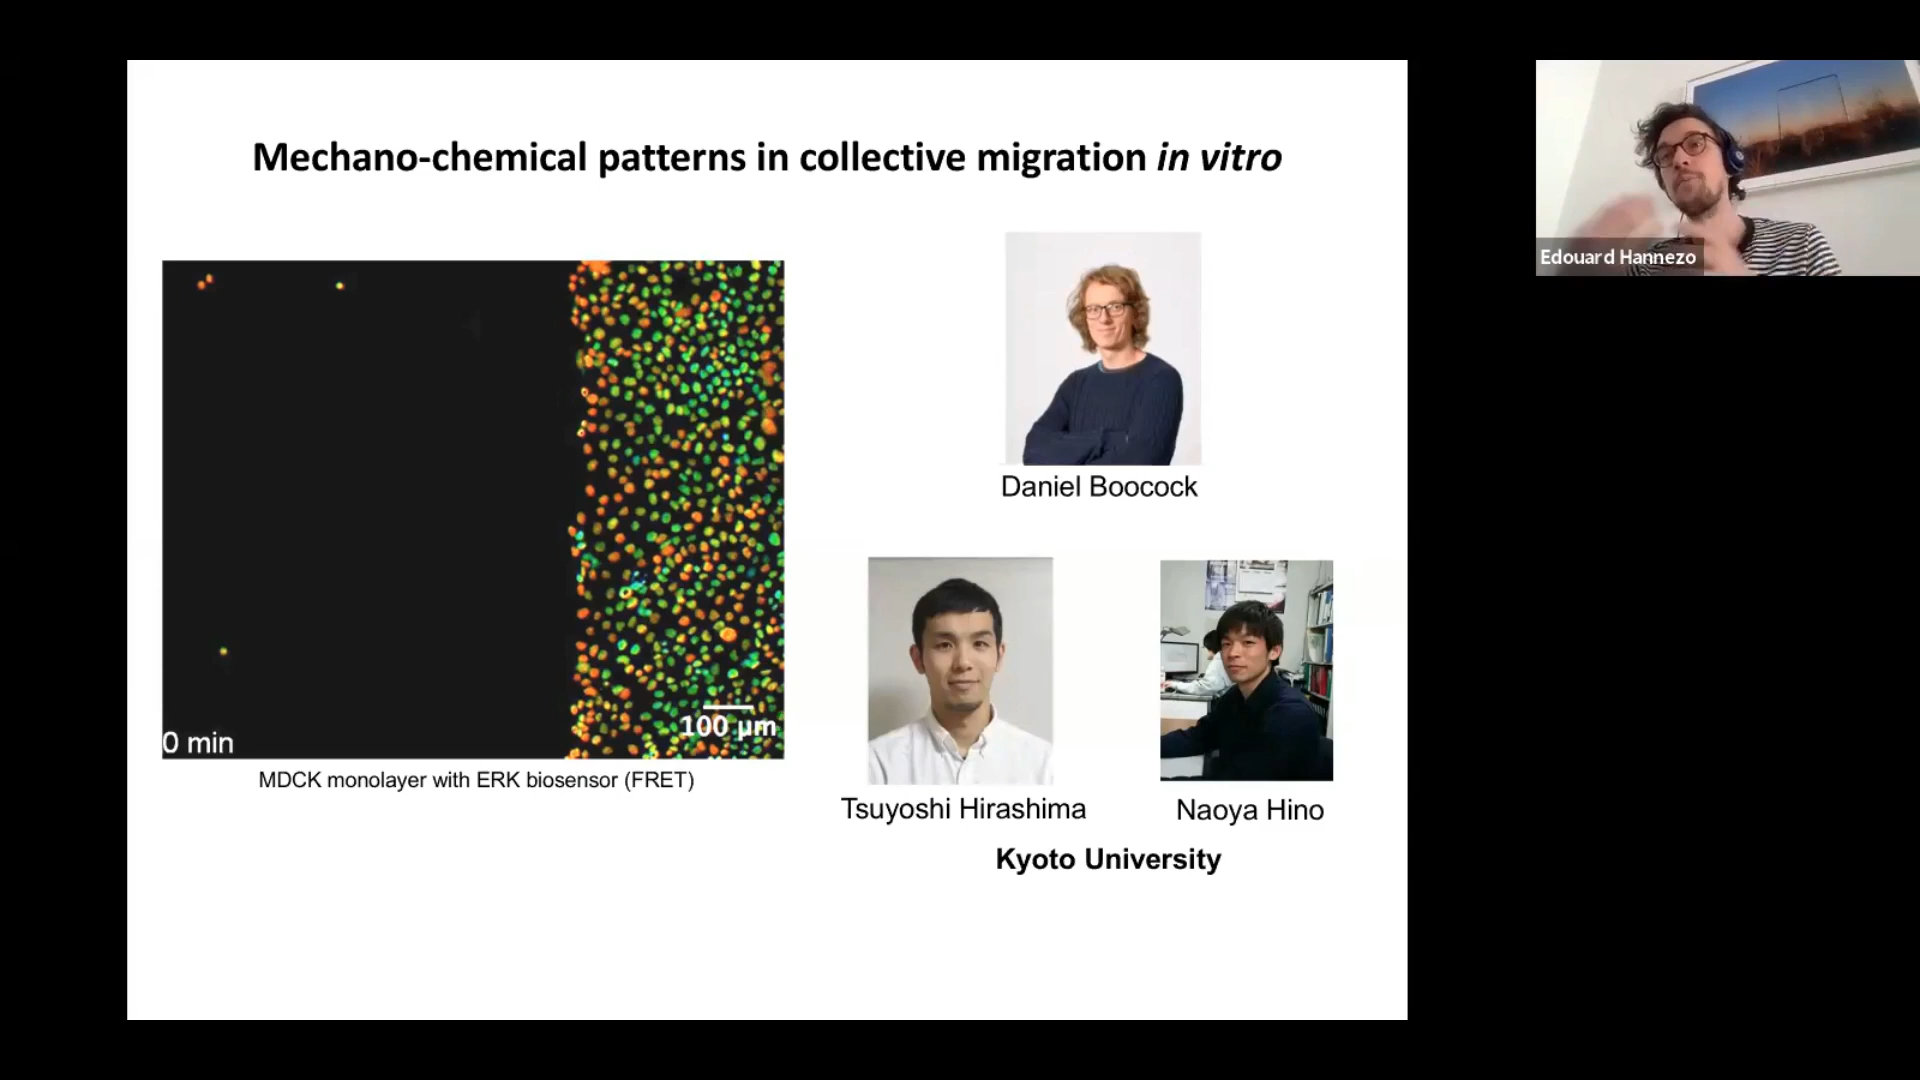 Mechano-chemical patterns in collective migration in vitro
Edouard Hannezo
Daniel Boocock
100 µm
0 min
MDCK monolayer with ERK biosensor (FRET)
Tsuyoshi Hirashima
Naoya Hino
Kyoto University